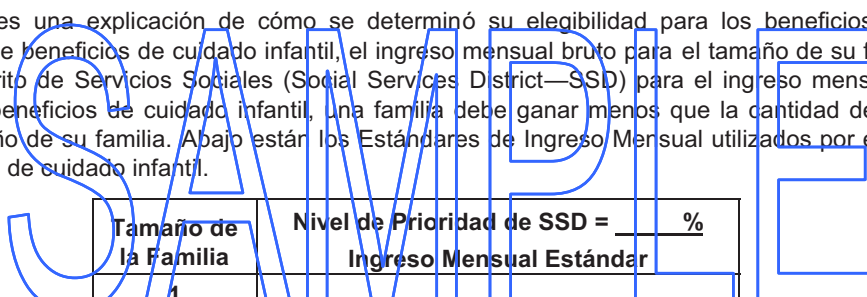 es una explicación de cómo se determinó su elegibilidad para los beneficios
e beneficios de cuidado infantil, el ingreso mensual bruto para el tamaño de su f
rito de Servicios Sociales (Social Services District—SSD) para el ingreso mens
beneficios de cuidado infantil, una familia debe ganar menos que la cantidad de
ño de su familia. Abajo están los Estándares de Ingreso Mensual utilizados por e
de cuidado infantil.
Tamaño de la Familia
Nivel de Prioridad de SSD = %
Ingreso Mensual Estándar
1
SAMPLE